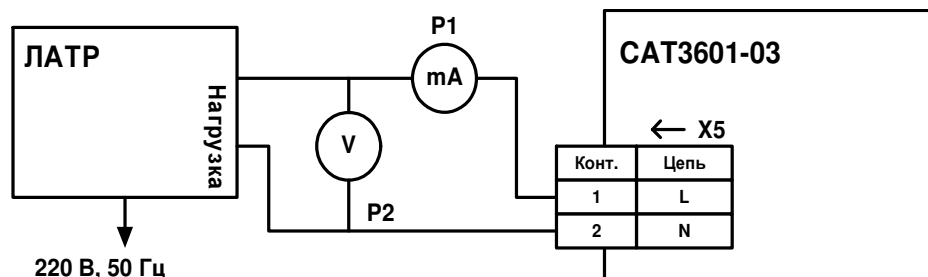 ЛАТР
Нагрузка
220 В, 50 Гц
P1
mA
V
P2
САТ3601-03
← X5
Конт. Цепь
1 L
2 N